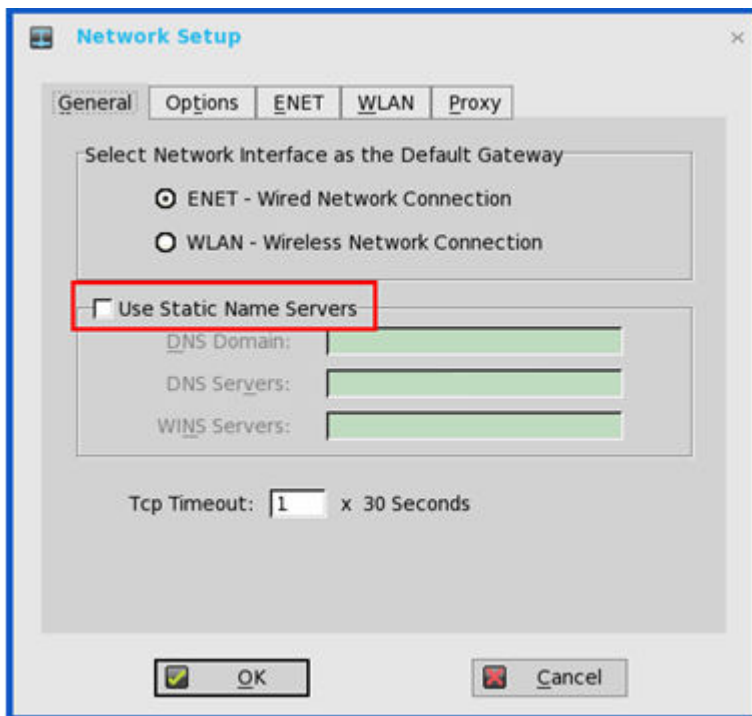 Network Setup
General Options ENET WLAN Proxy
Select Network Interface as the Default Gateway
ENET - Wired Network Connection
WLAN - Wireless Network Connection
Use Static Name Servers
DNS Domain:
DNS Servers:
WINS Servers:
Tcp Timeout: 1 x 30 Seconds
OK Cancel